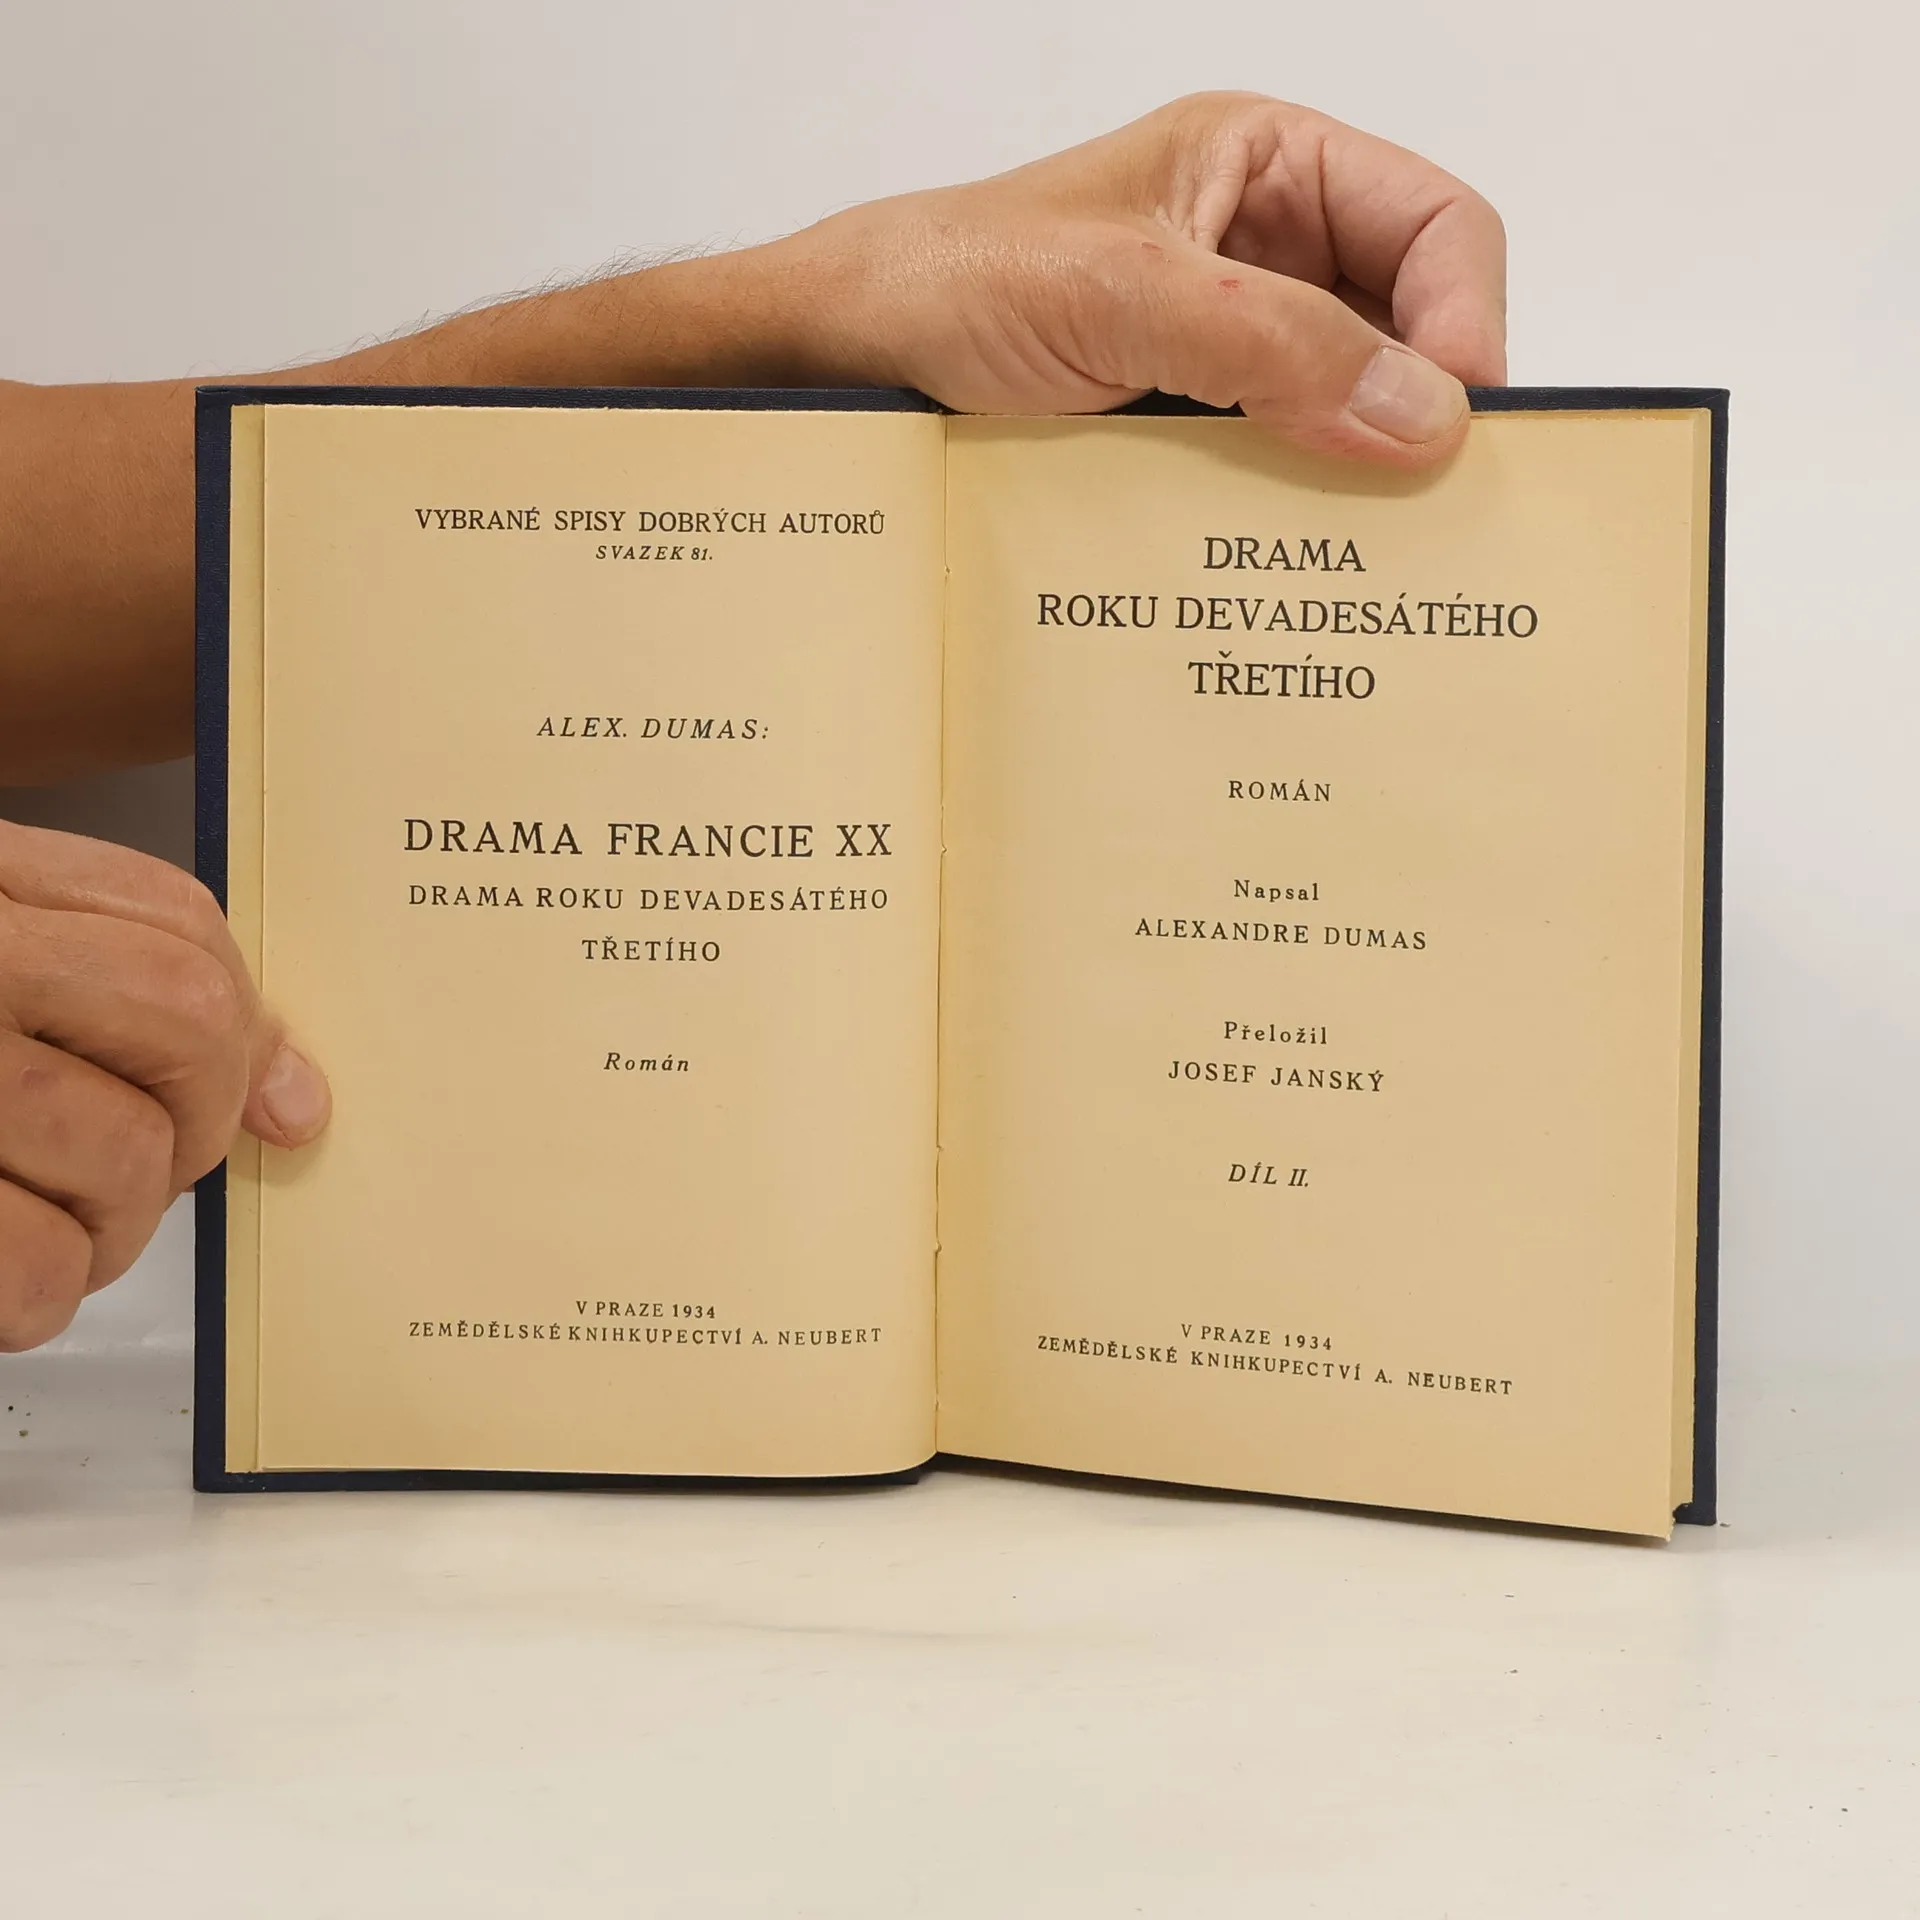 VYBRANÉ SPISY DOBRÝCH AUTORŮ
SVAZEK 81.
ALEX. DUMAS:
DRAMA FRANCIE XX
DRAMA ROKU DEVADESÁTÉHO
TŘETÍHO
Román
V PRAZE 1934
ZEMĚDĚLSKÉ KNIHKUPECTVÍ A. NEUBERT
DRAMA
ROKU DEVADESÁTÉHO
TŘETÍHO
ROMÁN
Napsal
ALEXANDRE DUMAS
Přeložil
JOSEF JANSKÝ
DÍL II.
V PRAZE 1934
ZEMĚDĚLSKÉ KNIHKUPECTVÍ A. NEUBERT